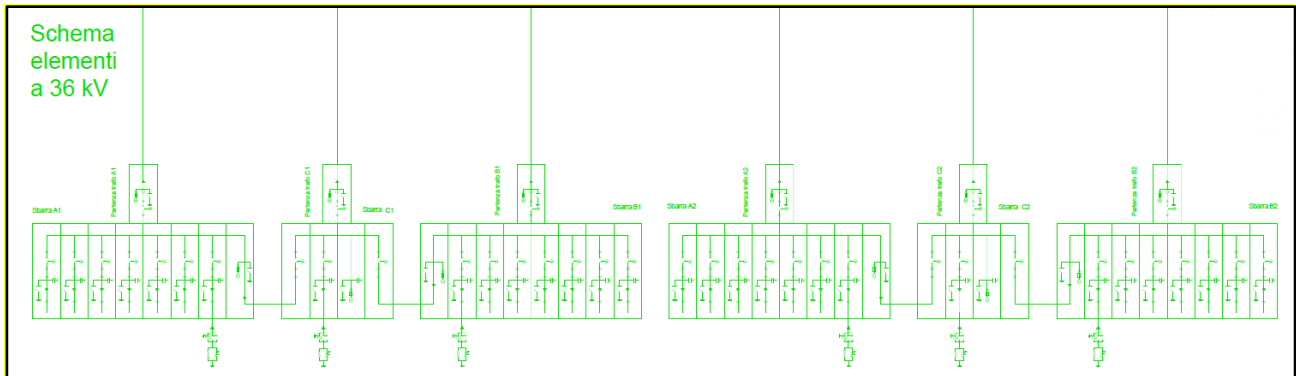 Schema
elementi
a 36 kV
Partenza trafo A1
Partenza trafo C1
Partenza trafo B1
Partenza trafo A2
Partenza trafo C2
Partenza trafo B2
Sbarra A1
Sbarra C1
Sbarra B1
Sbarra A2
Sbarra C2
Sbarra B2